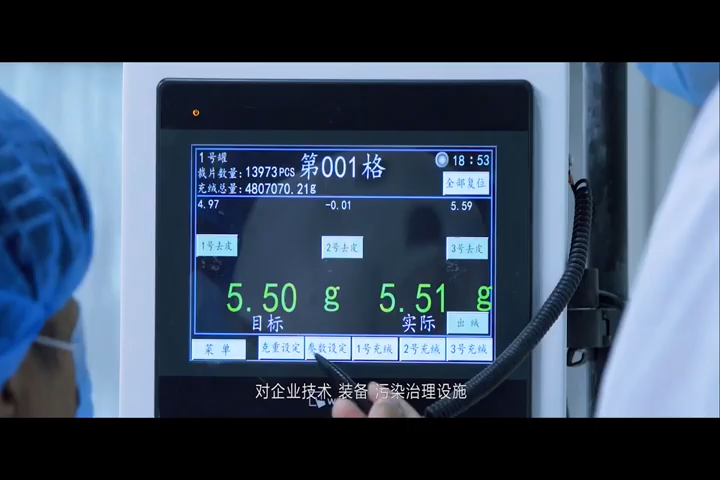 1号罐
裁片数量:13973PCS
第001格
18:53
充绒总量:4807070.21g
全部复位
4.97 -0.01 5.59
1号去皮 2号去皮 3号去皮
5.50 g 5.51 g
目标 实际 出绒
菜单 克重设定 参数设定 1号充绒 2号充绒 3号充绒
对企业技术 装备 污染治理设施